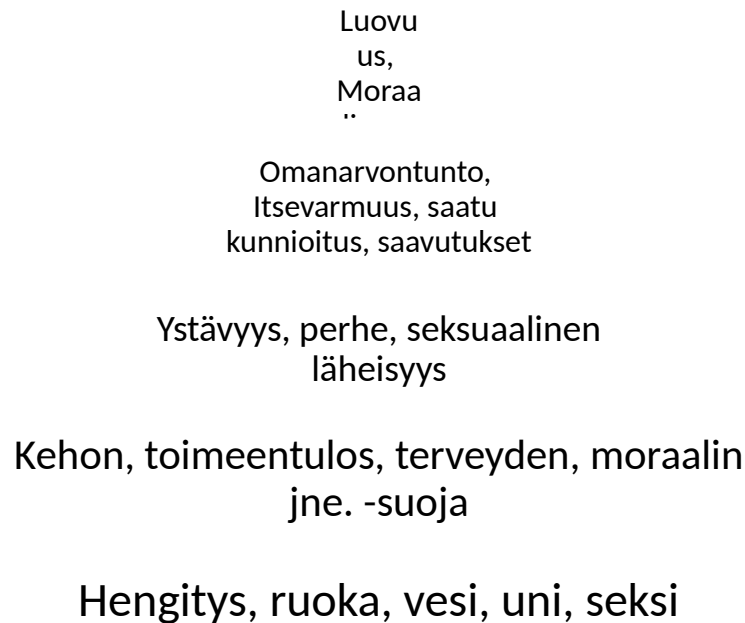 Luovu
us,
Moraa
Omanarvontunto,
Itsevarmuus, saatu
kunnioitus, saavutukset
Ystävyys, perhe, seksuaalinen
läheisyys
Kehon, toimeentulos, terveyden, moraalin
jne. -suoja
Hengitys, ruoka, vesi, uni, seksi